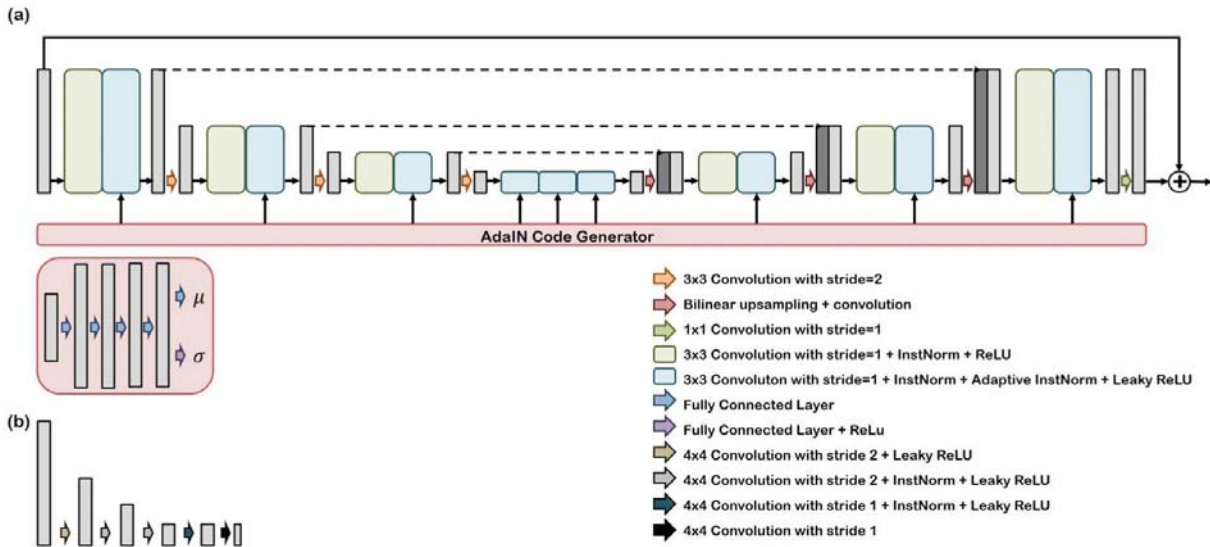 (a)
AdaIN Code Generator
μ
σ
3x3 Convolution with stride=2
Bilinear upsampling + convolution
1x1 Convolution with stride=1
3x3 Convolution with stride=1 + InstNorm + ReLU
3x3 Convoluton with stride=1 + InstNorm + Adaptive InstNorm + Leaky ReLU
Fully Connected Layer
Fully Connected Layer + ReLu
4x4 Convolution with stride 2 + Leaky ReLU
4x4 Convolution with stride 2 + InstNorm + Leaky ReLU
4x4 Convolution with stride 1 + InstNorm + Leaky ReLU
4x4 Convolution with stride 1
(b)